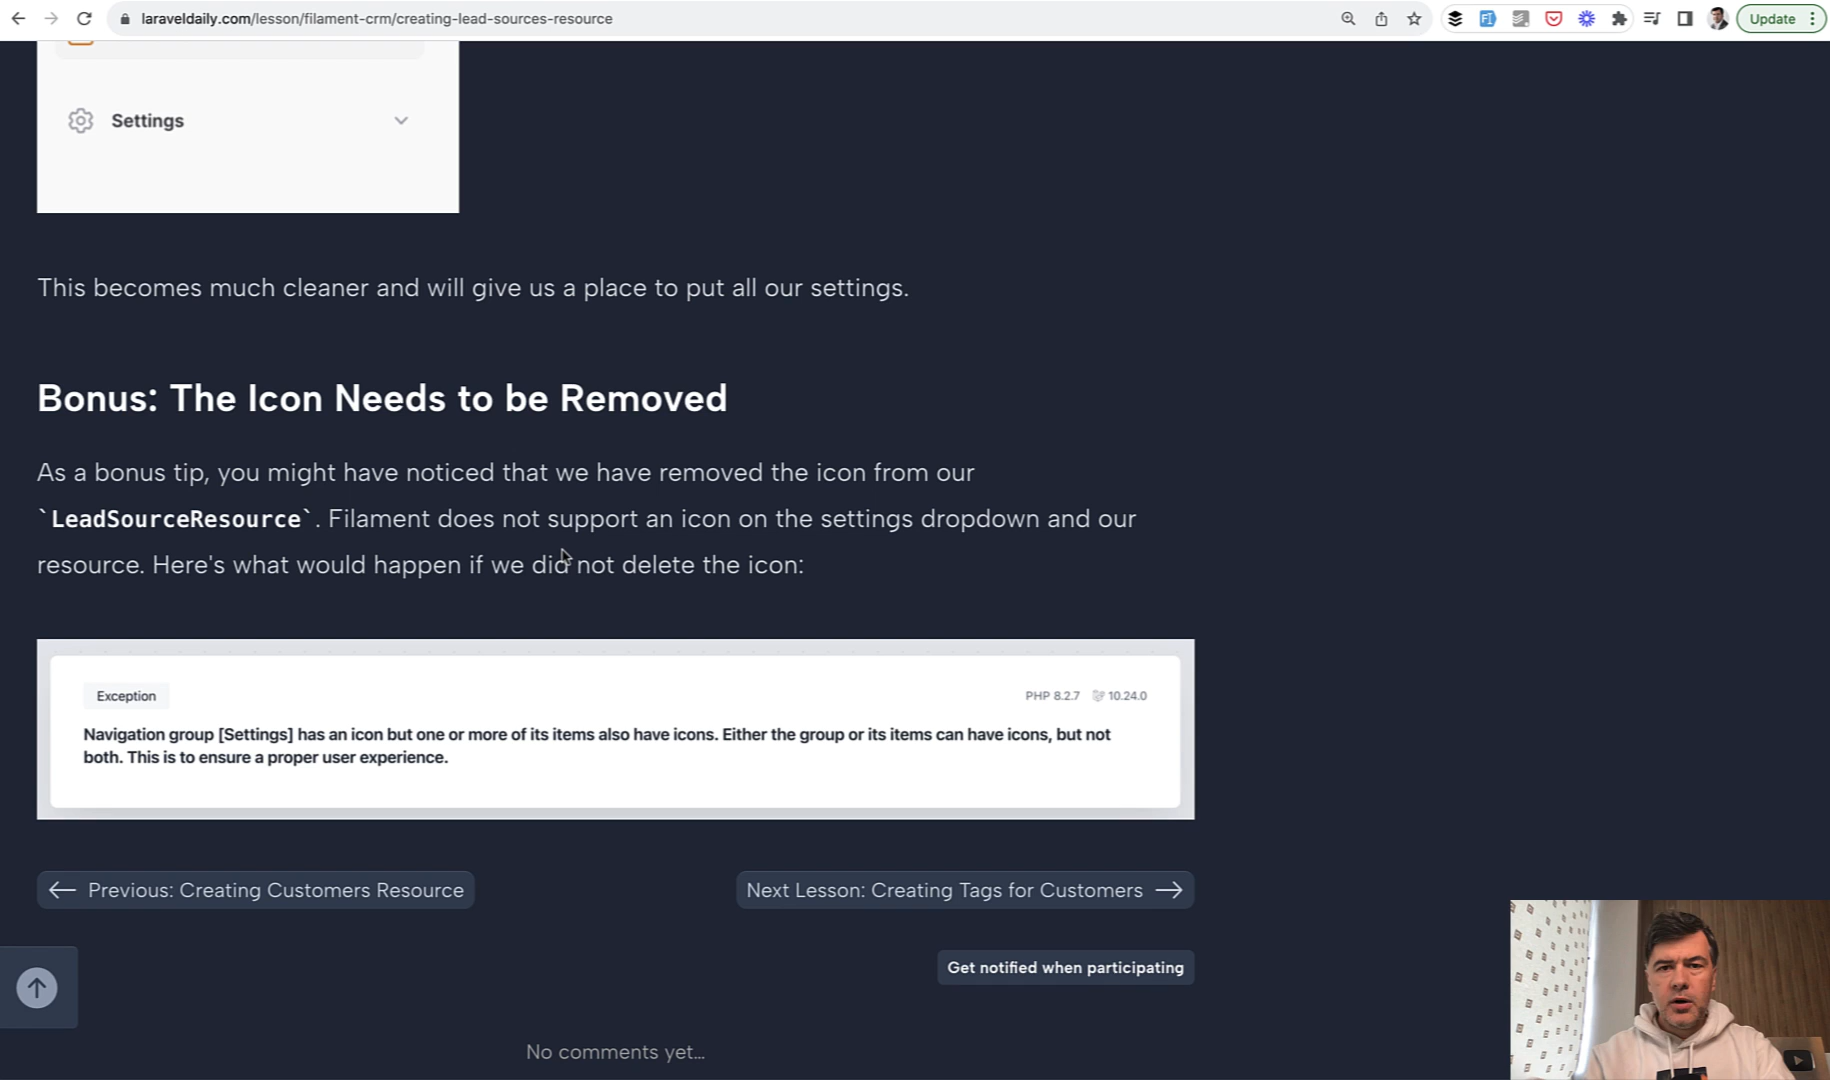 laraveldaily.com/lesson/filament-crm/creating-lead-sources-resource
Update
Settings
This becomes much cleaner and will give us a place to put all our settings.
Bonus: The Icon Needs to be Removed
As a bonus tip, you might have noticed that we have removed the icon from our
`LeadSourceResource`. Filament does not support an icon on the settings dropdown and our
resource. Here's what would happen if we did not delete the icon:
Exception
PHP 8.2.7 10.24.0
Navigation group [Settings] has an icon but one or more of its items also have icons. Either the group or its items can have icons, but not
both. This is to ensure a proper user experience.
Previous: Creating Customers Resource
Next Lesson: Creating Tags for Customers
Get notified when participating
No comments yet...